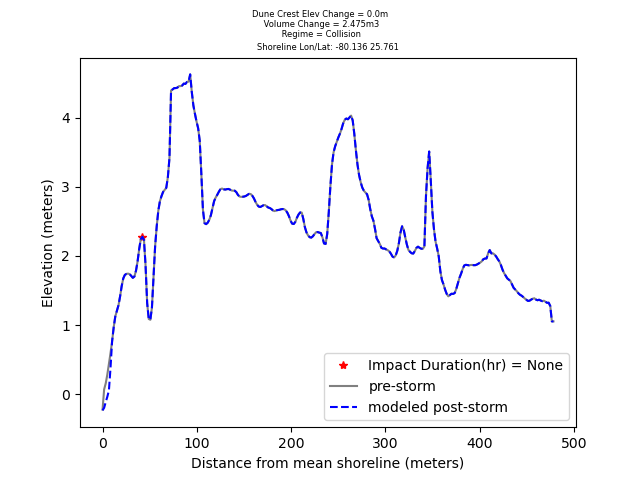 Dune Crest Elev Change = 0.0m
Volume Change = 2.475m3
Regime = Collision
Shoreline Lon/Lat: -80.136 25.761
Elevation (meters)
4
3
2
1
0
Impact Duration(hr) = None
pre-storm
modeled post-storm
0 100 200 300 400 500
Distance from mean shoreline (meters)